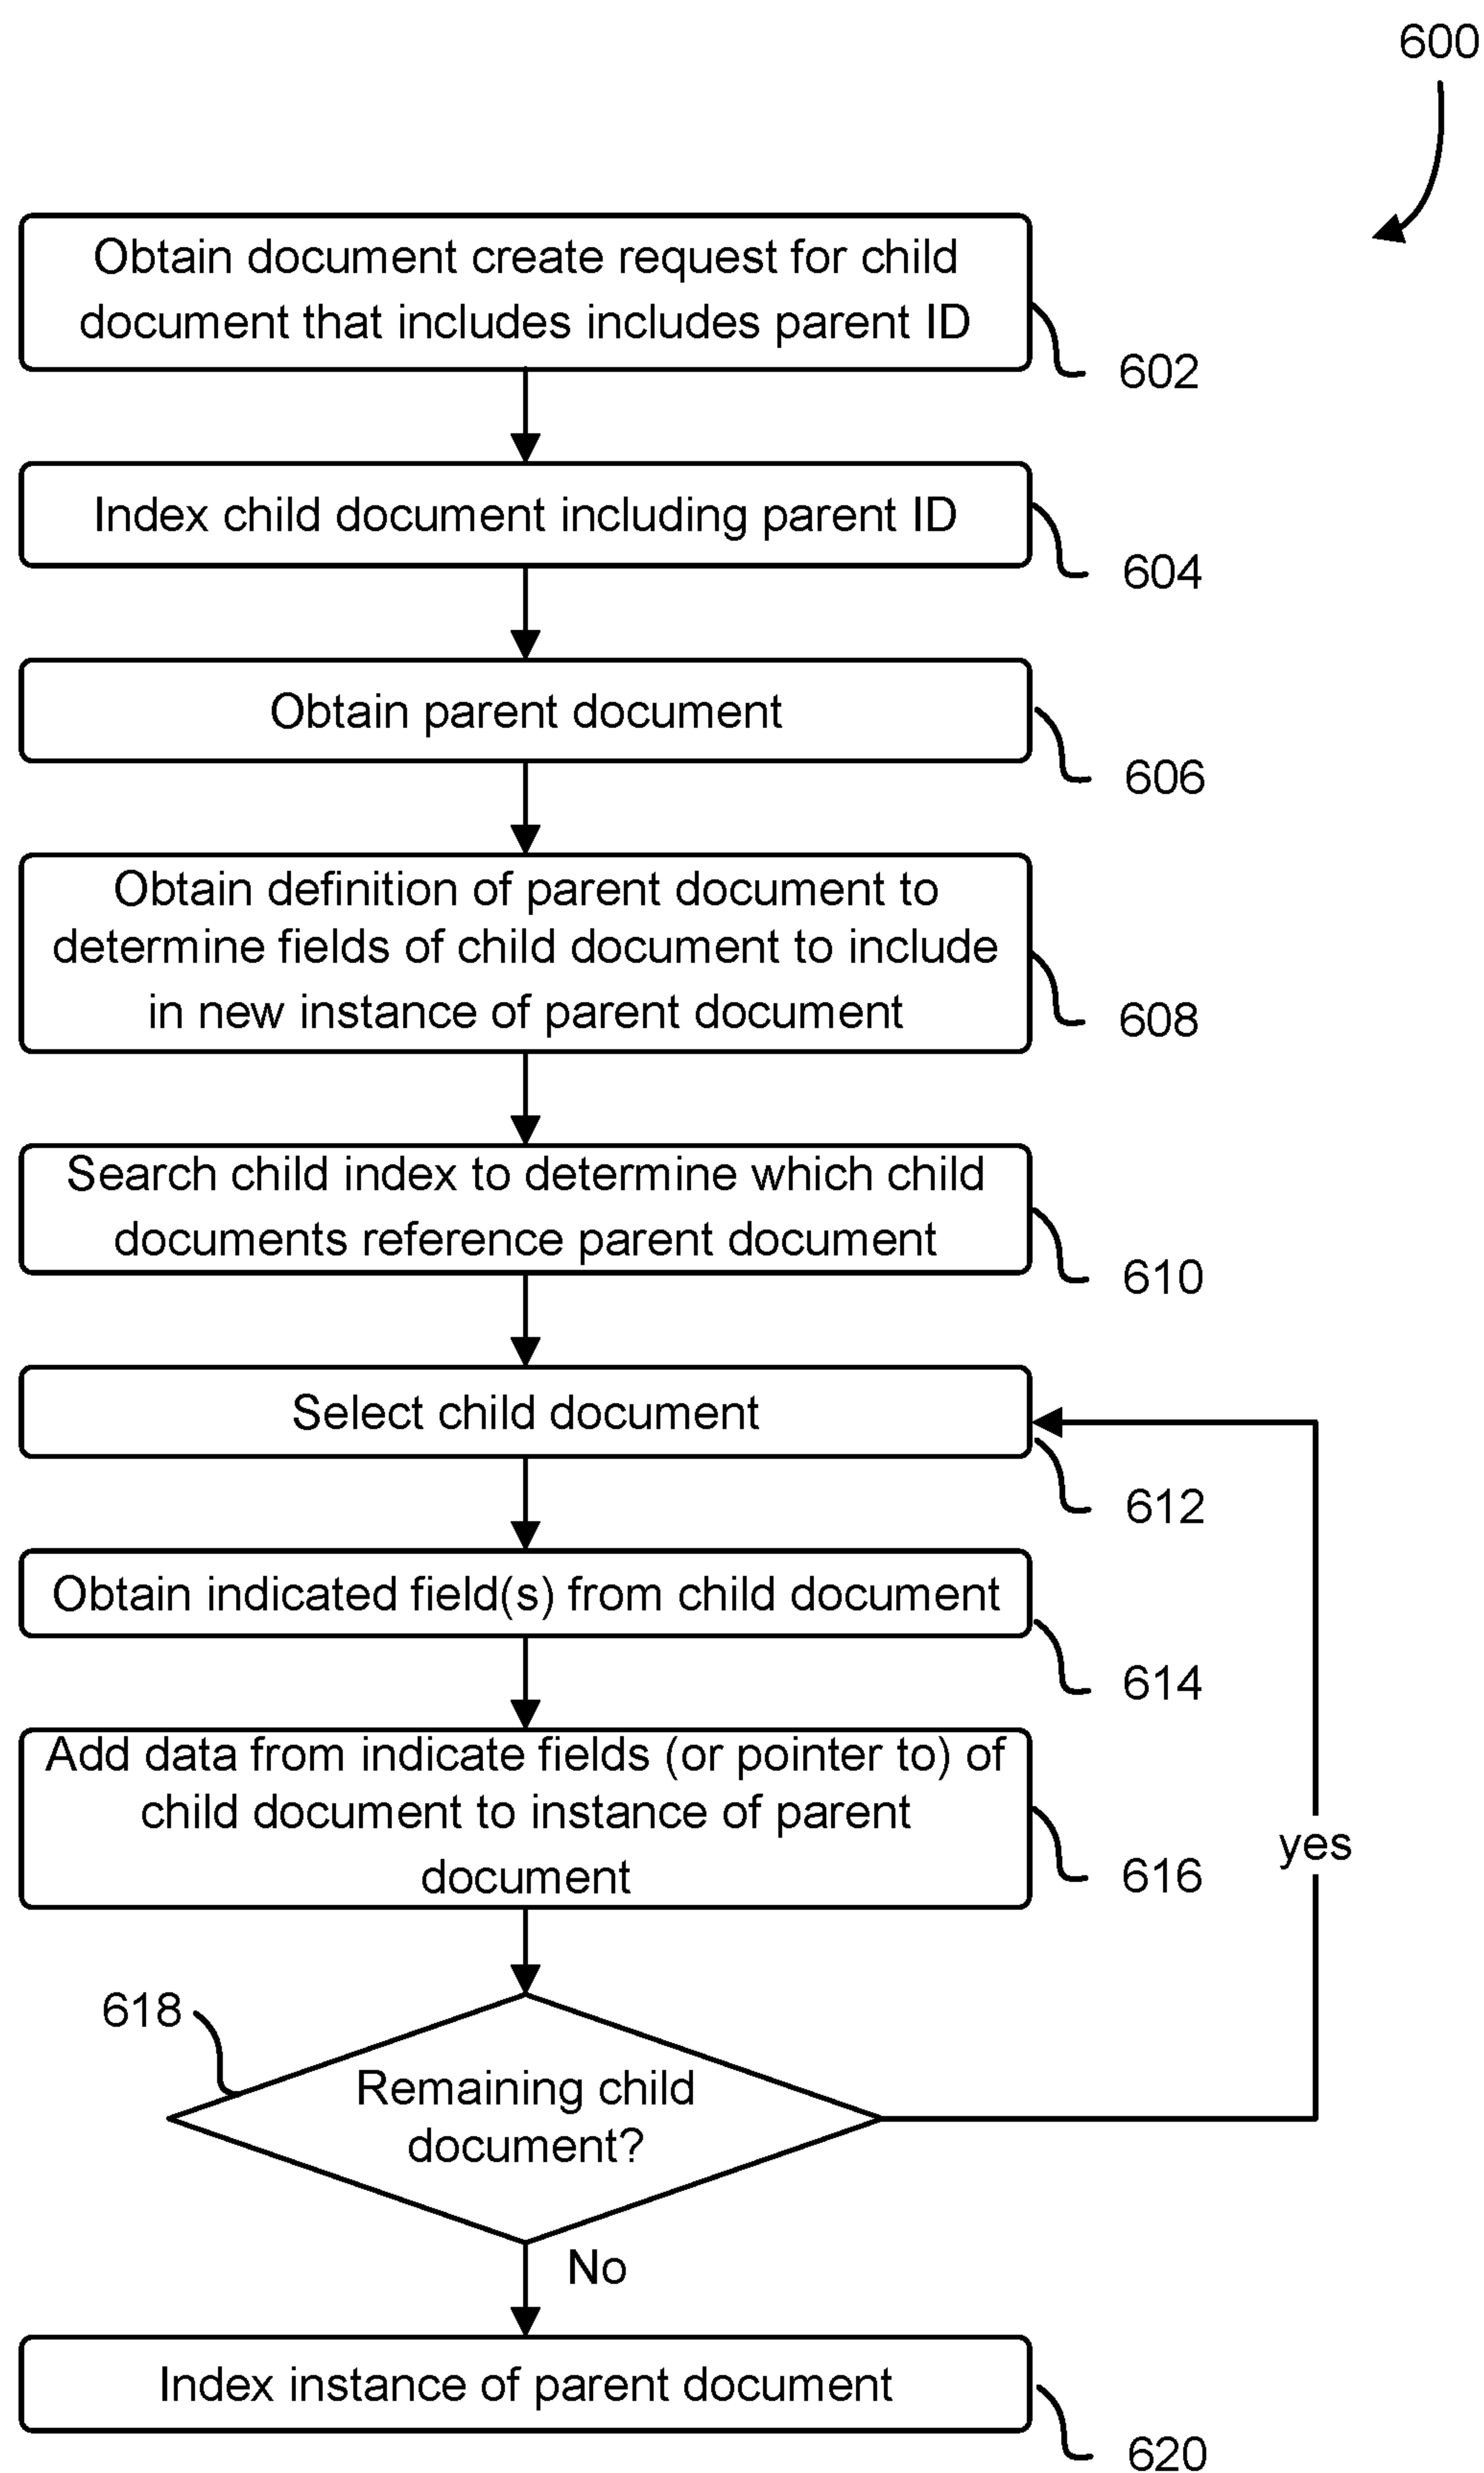 600
Obtain document create request for child
document that includes includes parent ID
602
Index child document including parent ID
604
Obtain parent document
606
Obtain definition of parent document to
determine fields of child document to include
in new instance of parent document
608
Search child index to determine which child
documents reference parent document
610
Select child document
612
Obtain indicated field(s) from child document
614
Add data from indicate fields (or pointer to) of
child document to instance of parent
document
616
yes
618
Remaining child
document?
No
Index instance of parent document
620